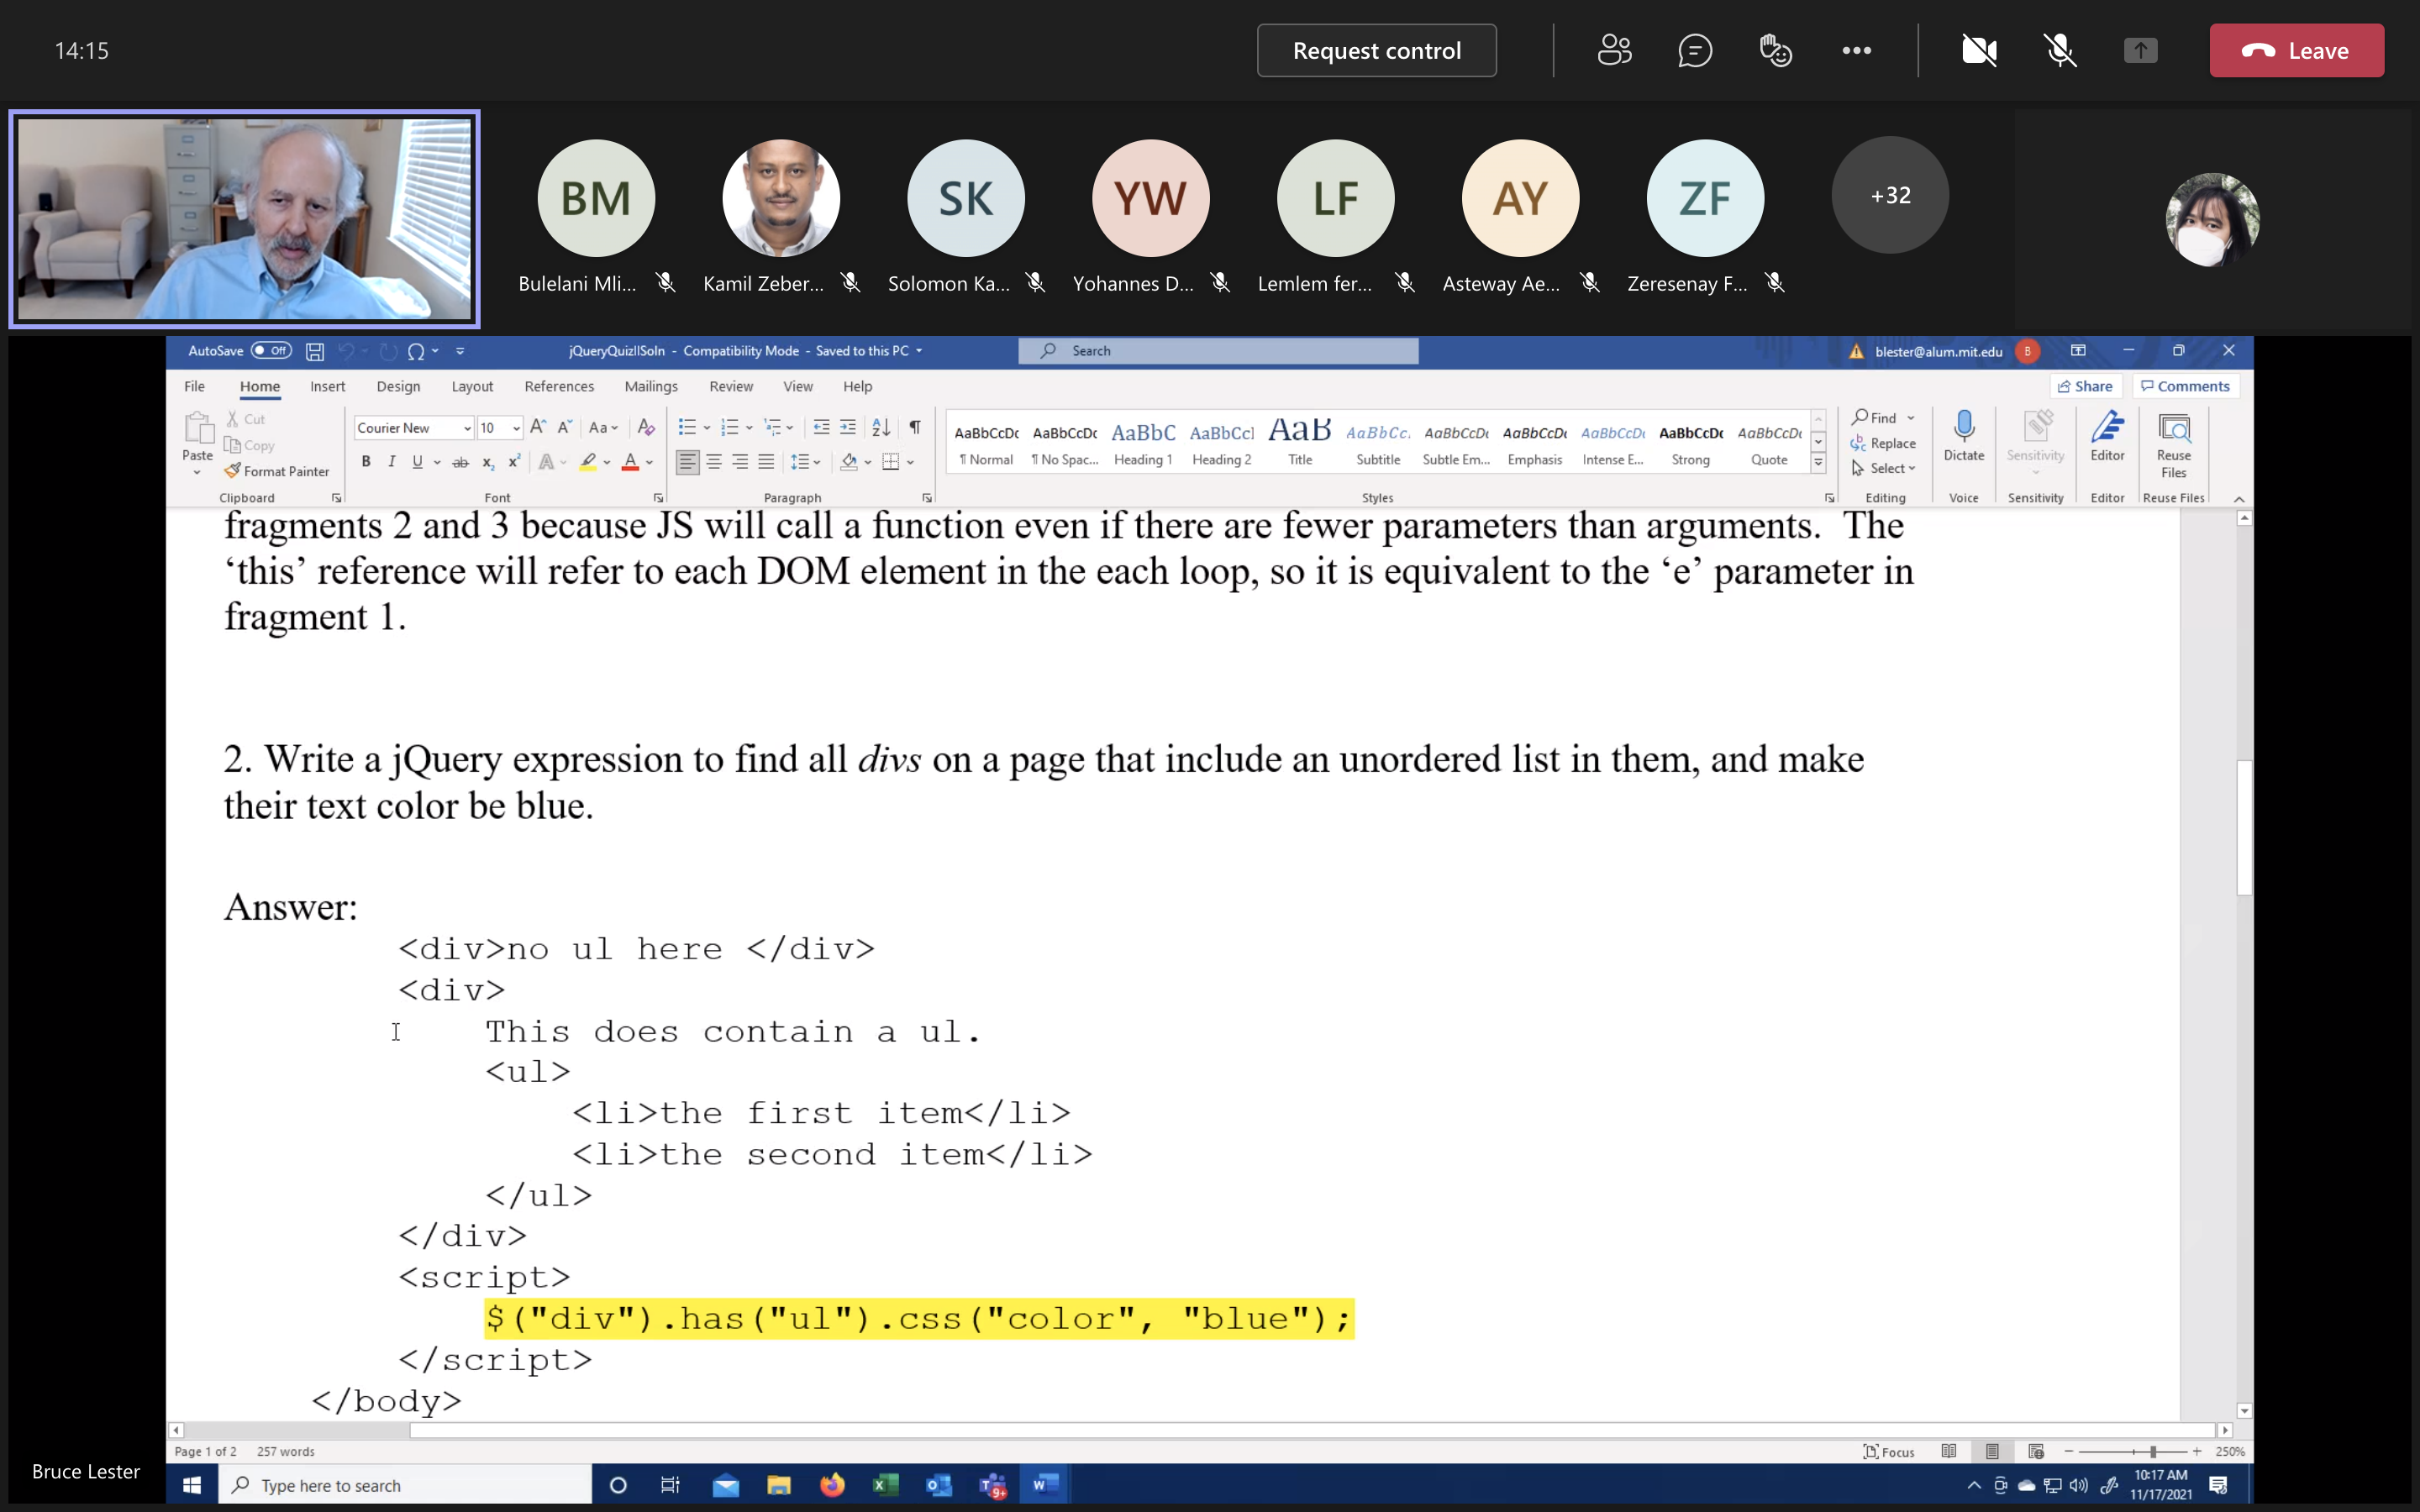 14:15
Request control
Leave
BM
SK
YW
LF
AY
ZF
+32
Bulelani Mli...
Kamil Zeber...
Solomon Ka...
Yohannes D...
Lemlem fer...
Asteway Ae...
Zeresenay F...
AutoSave Off
jQueryQuizIISoln - Compatibility Mode - Saved to this PC
Search
blester@alum.mit.edu B
File Home Insert Design Layout References Mailings Review View Help
Share Comments
Paste
Cut
Copy
Format Painter
Clipboard
Courier New 10
Font
Paragraph
AaBbCcDc AaBbCcDc AaBbC AaBbCcI AaB AaBbCc. AaBbCcDc AaBbCcDc AaBbCcDc AaBbCcDc AaBbCcDc
¶ Normal ¶ No Spac... Heading 1 Heading 2 Title Subtitle Subtle Em... Emphasis Intense E... Strong Quote
Styles
Find
Replace
Select
Editing
Dictate
Voice
Sensitivity
Sensitivity
Editor
Editor
Reuse
Files
Reuse Files
fragments 2 and 3 because JS will call a function even if there are fewer parameters than arguments. The
‘this’ reference will refer to each DOM element in the each loop, so it is equivalent to the ‘e’ parameter in
fragment 1.
2. Write a jQuery expression to find all divs on a page that include an unordered list in them, and make
their text color be blue.
Answer:
<div>no ul here </div>
<div>
This does contain a ul.
<ul>
<li>the first item</li>
<li>the second item</li>
</ul>
</div>
<script>
$("div").has("ul").css("color", "blue");
</script>
</body>
Page 1 of 2 257 words
Focus
250%
Bruce Lester
Type here to search
9+
10:17 AM
11/17/2021